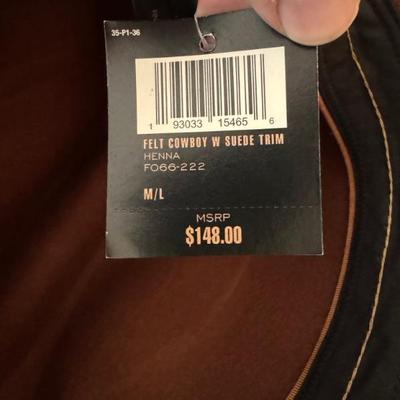 35-P1-36
1 93033 15465 6
FELT COWBOY W SUEDE TRIM
HENNA
F066-222
M/L
MSRP
$148.00